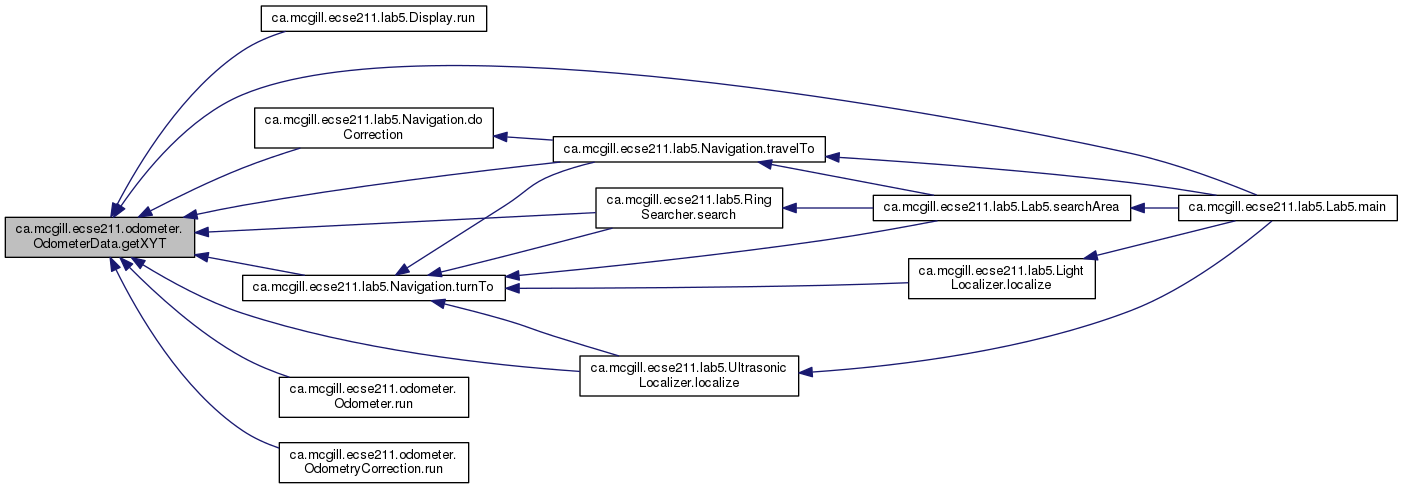 ca.mcgill.ecse211.lab5.Display.run
ca.mcgill.ecse211.lab5.Navigation.do
Correction
ca.mcgill.ecse211.lab5.Navigation.travelTo
ca.mcgill.ecse211.lab5.Ring
Searcher.search
ca.mcgill.ecse211.lab5.Lab5.searchArea
ca.mcgill.ecse211.lab5.Lab5.main
ca.mcgill.ecse211.odometer.
OdometerData.getXYT
ca.mcgill.ecse211.lab5.Navigation.turnTo
ca.mcgill.ecse211.lab5.Light
Localizer.localize
ca.mcgill.ecse211.lab5.Ultrasonic
Localizer.localize
ca.mcgill.ecse211.odometer.
Odometer.run
ca.mcgill.ecse211.odometer.
OdometryCorrection.run